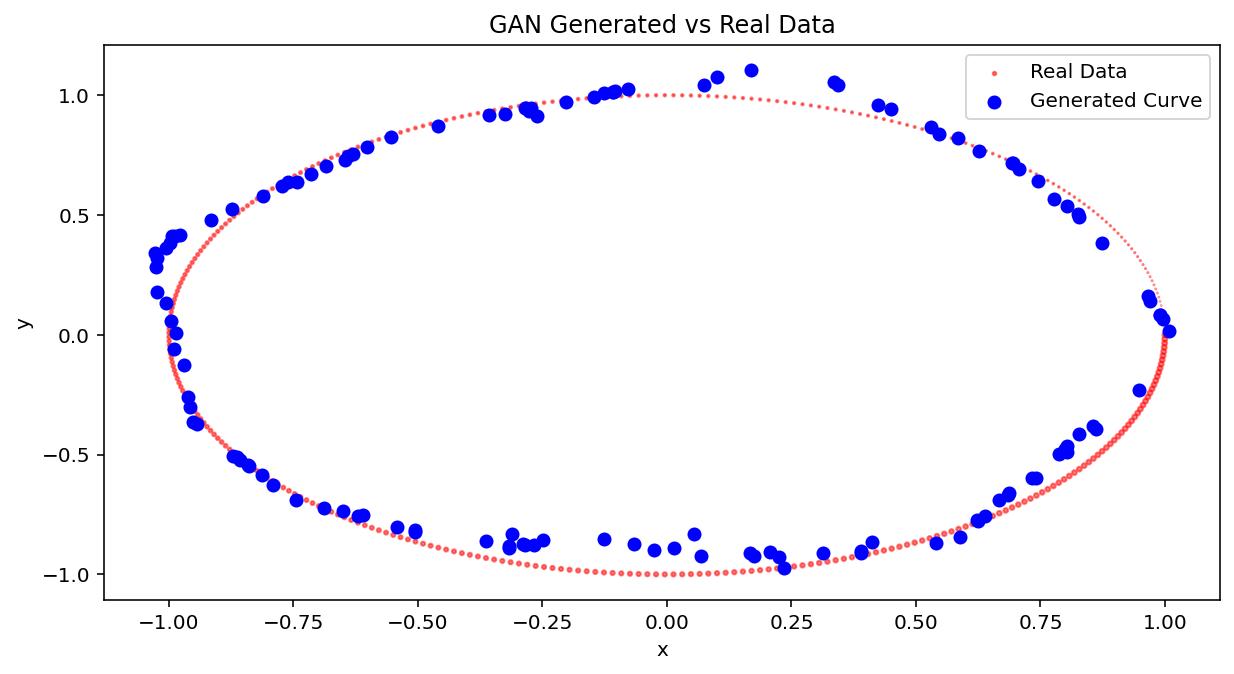 GAN Generated vs Real Data
Real Data
Generated Curve
y
1.0
0.5
0.0
−0.5
−1.0
−1.00 −0.75 −0.50 −0.25 0.00 0.25 0.50 0.75 1.00
x